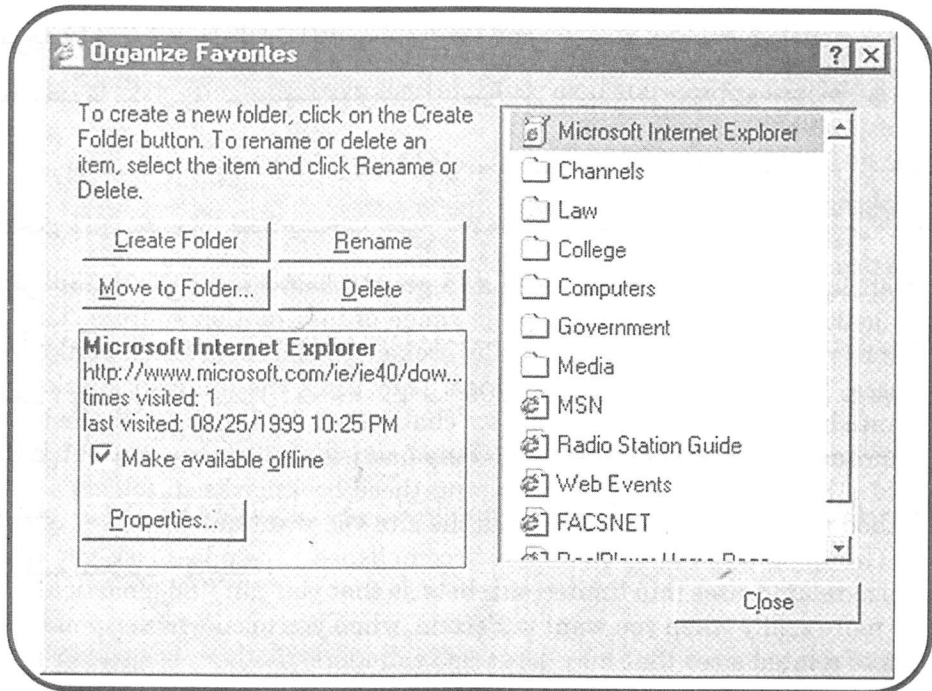 Organize Favorites
To create a new folder, click on the Create
Folder button. To rename or delete an
item, select the item and click Rename or
Delete.
Create Folder
Rename
Move to Folder...
Delete
Microsoft Internet Explorer
http://www.microsoft.com/ie/ie40/dow...
times visited: 1
last visited: 08/25/1999 10:25 PM
Make available offline
Properties...
Microsoft Internet Explorer
Channels
Law
College
Computers
Government
Media
MSN
Radio Station Guide
Web Events
FACSNET
RealPlayer Home Page
Close